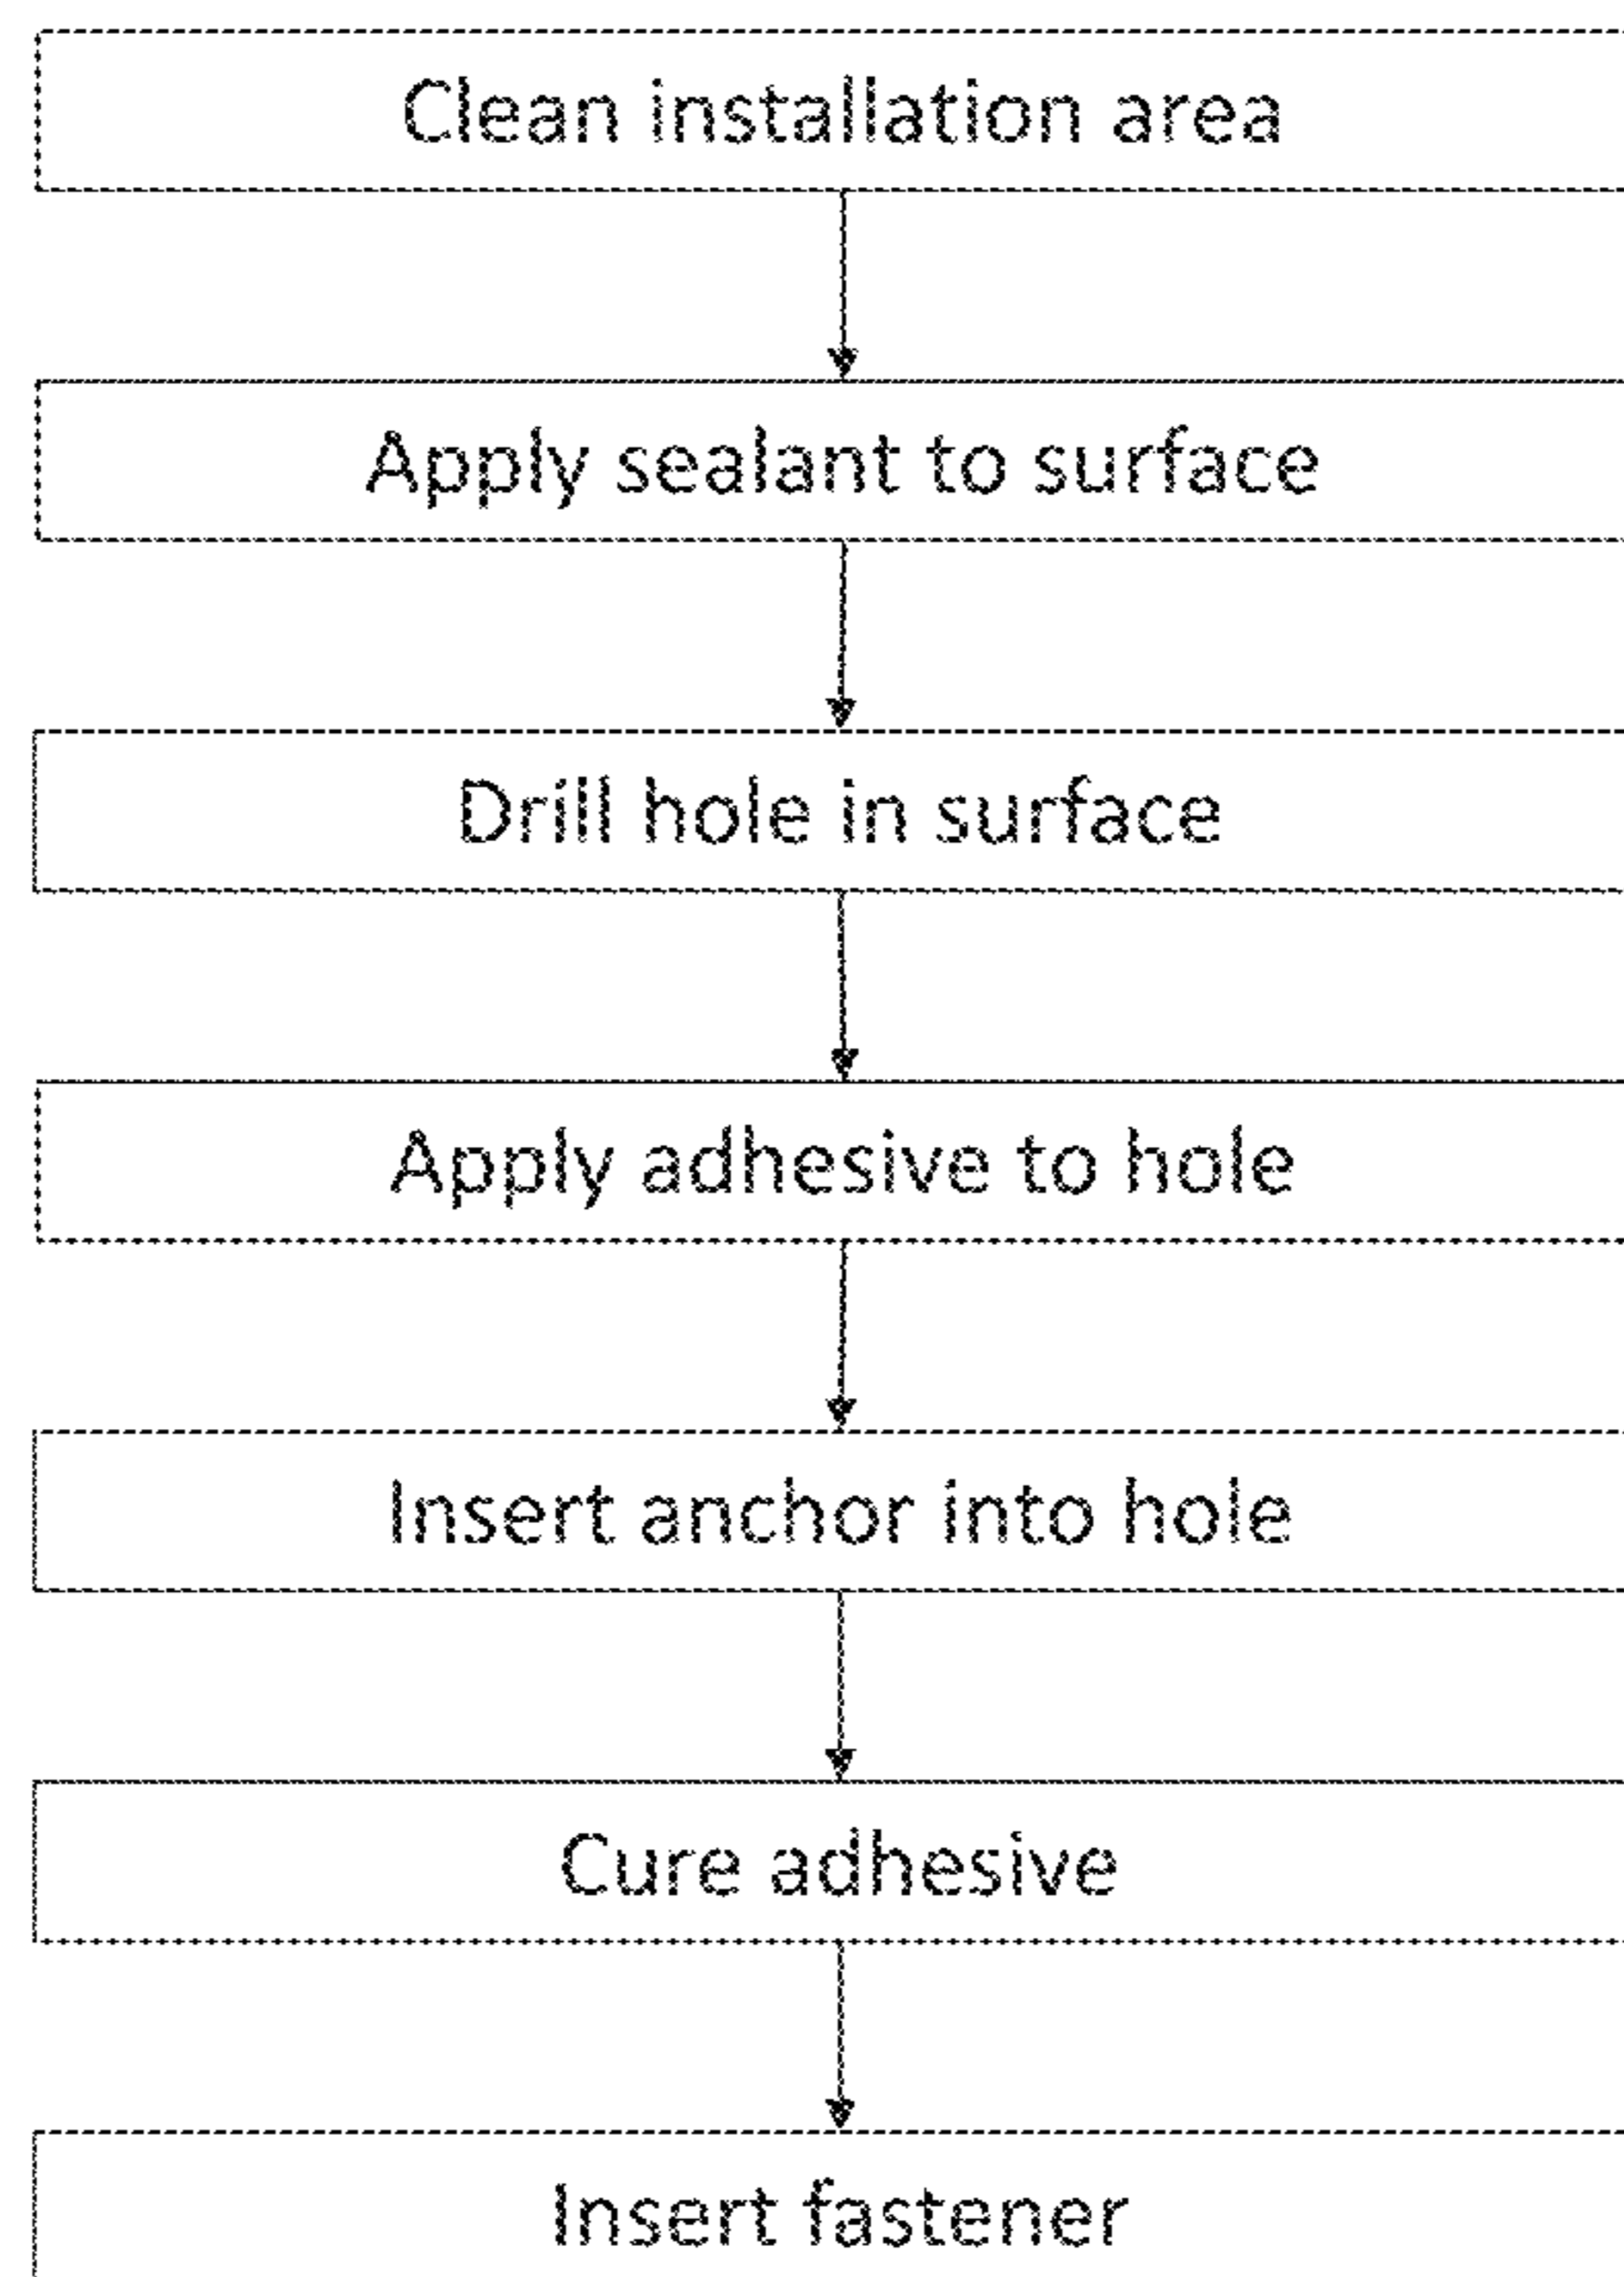 Clean installation area
Apply sealant to surface
Drill hole in surface
Apply adhesive to hole
Insert anchor into hole
Cure adhesive
Insert fastener